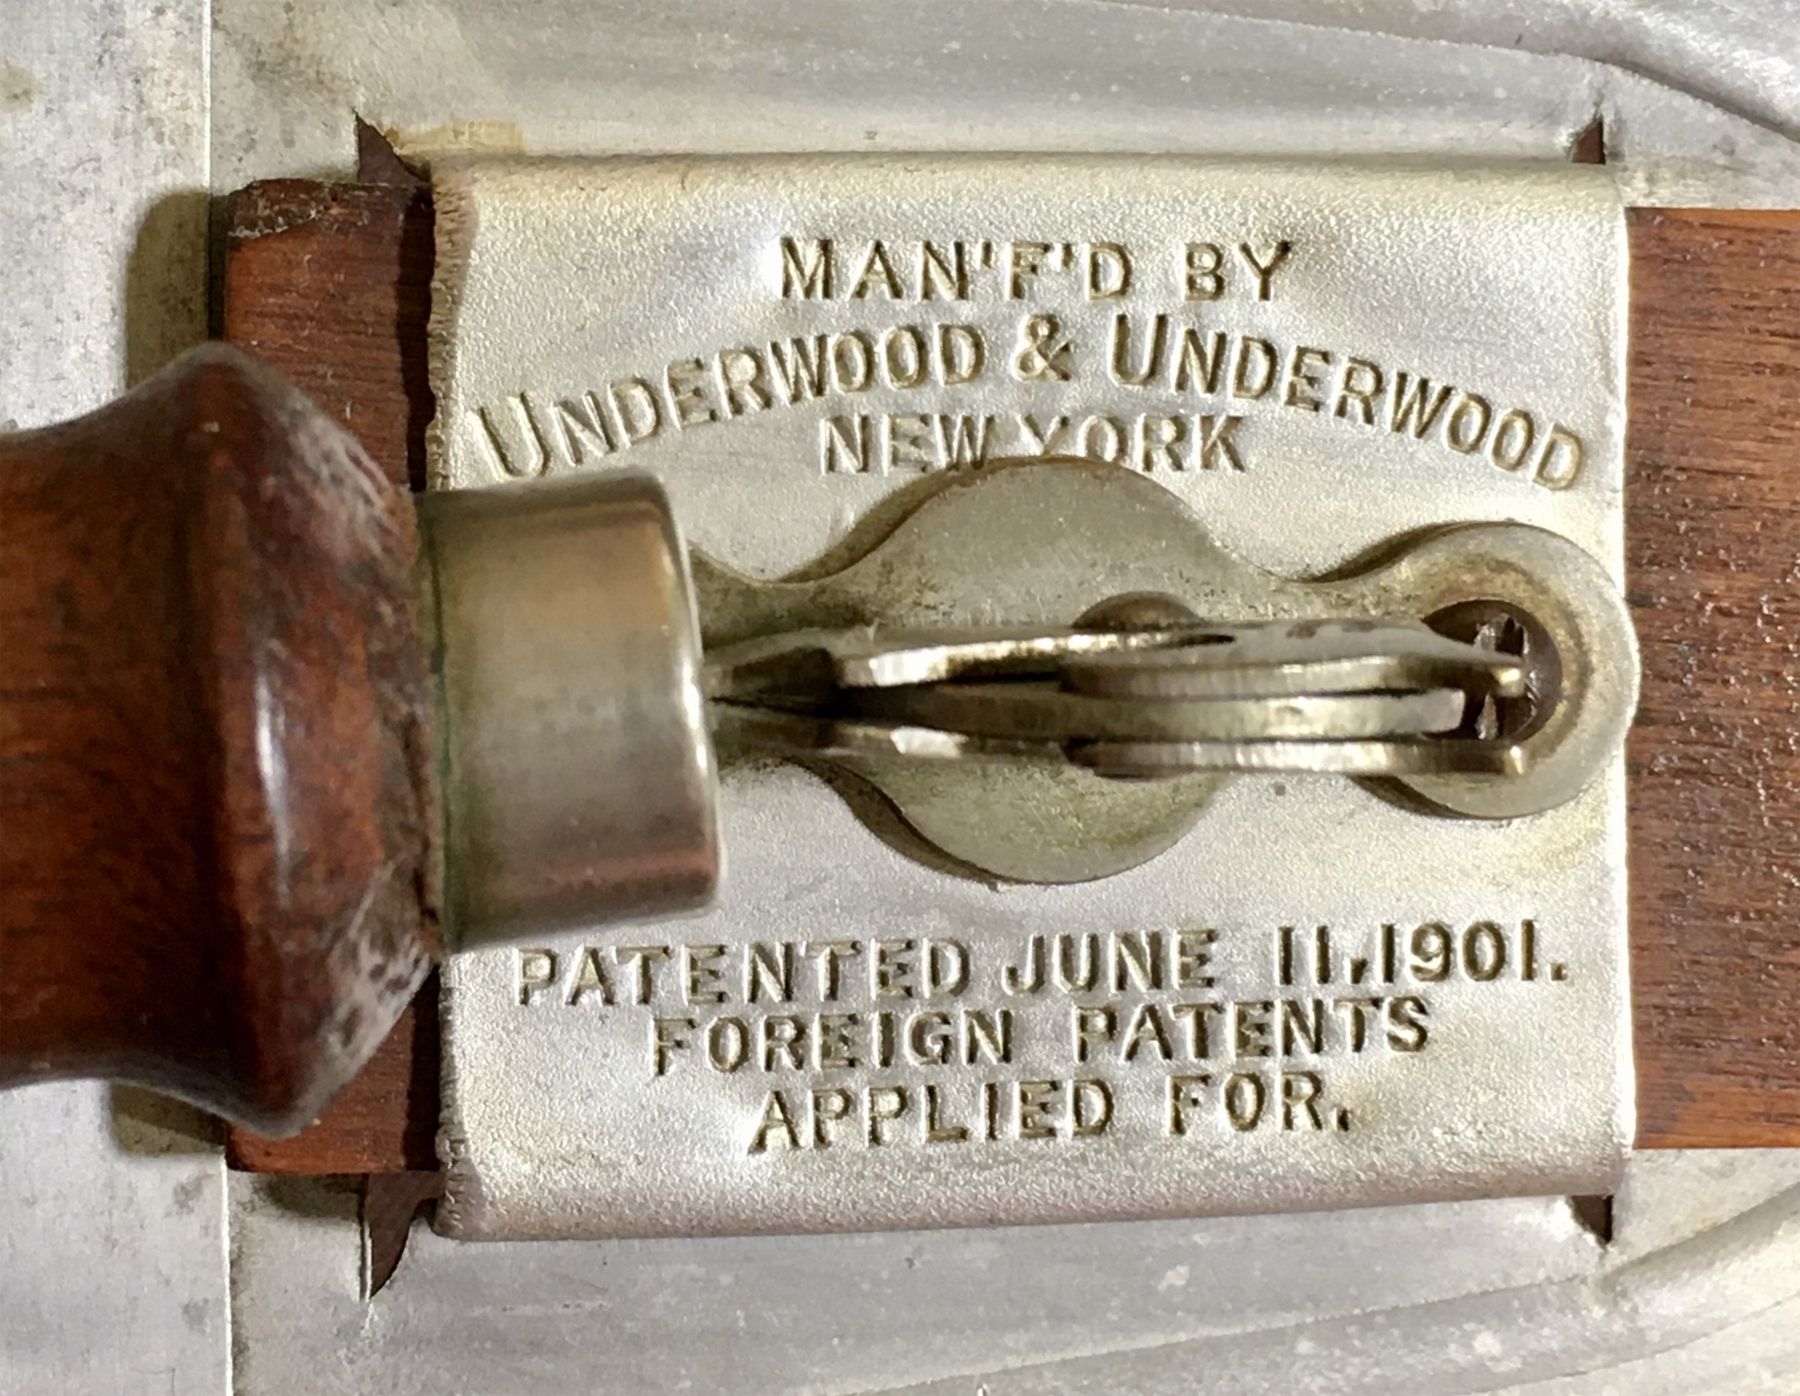 MAN'F'D BY
UNDERWOOD & UNDERWOOD
NEW YORK
PATENTED JUNE 11,1901.
FOREIGN PATENTS
APPLIED FOR.